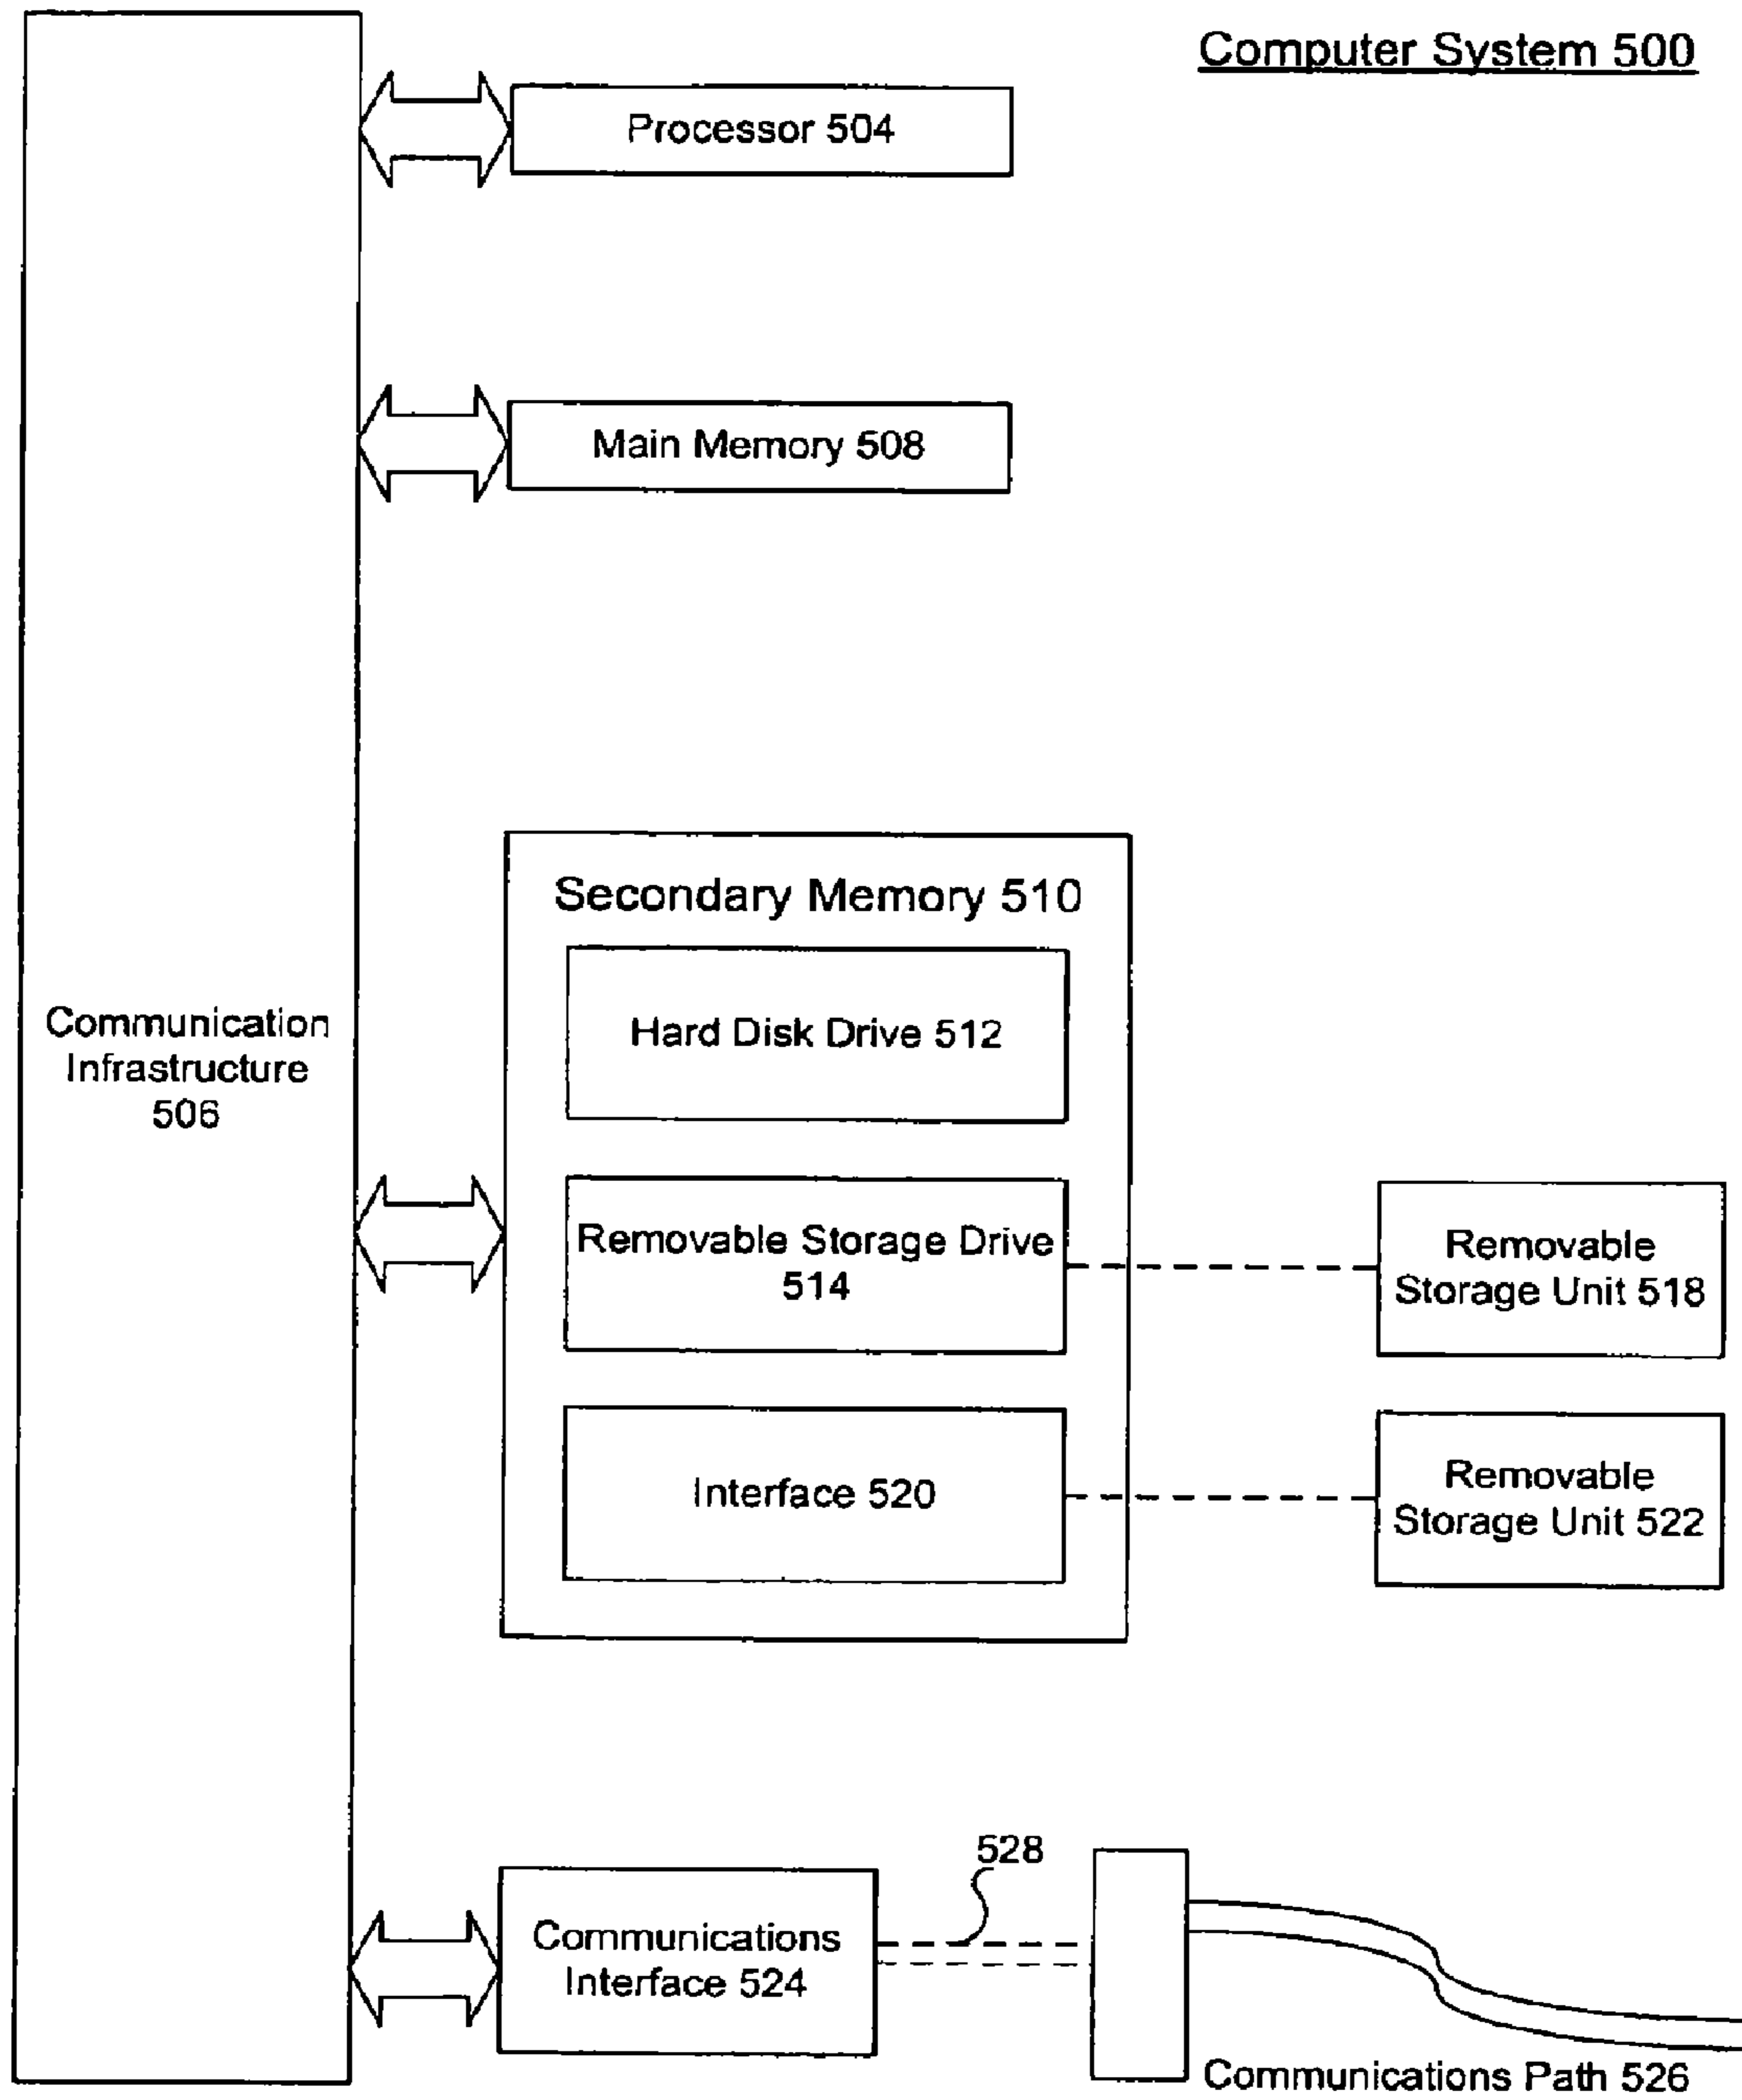 Computer System 500
Processor 504
Main Memory 508
Secondary Memory 510
Hard Disk Drive 512
Communication
Infrastructure
506
Removable Storage Drive
514
Removable
Storage Unit 518
Interface 520
Removable
Storage Unit 522
528
Communications
Interface 524
Communications Path 526